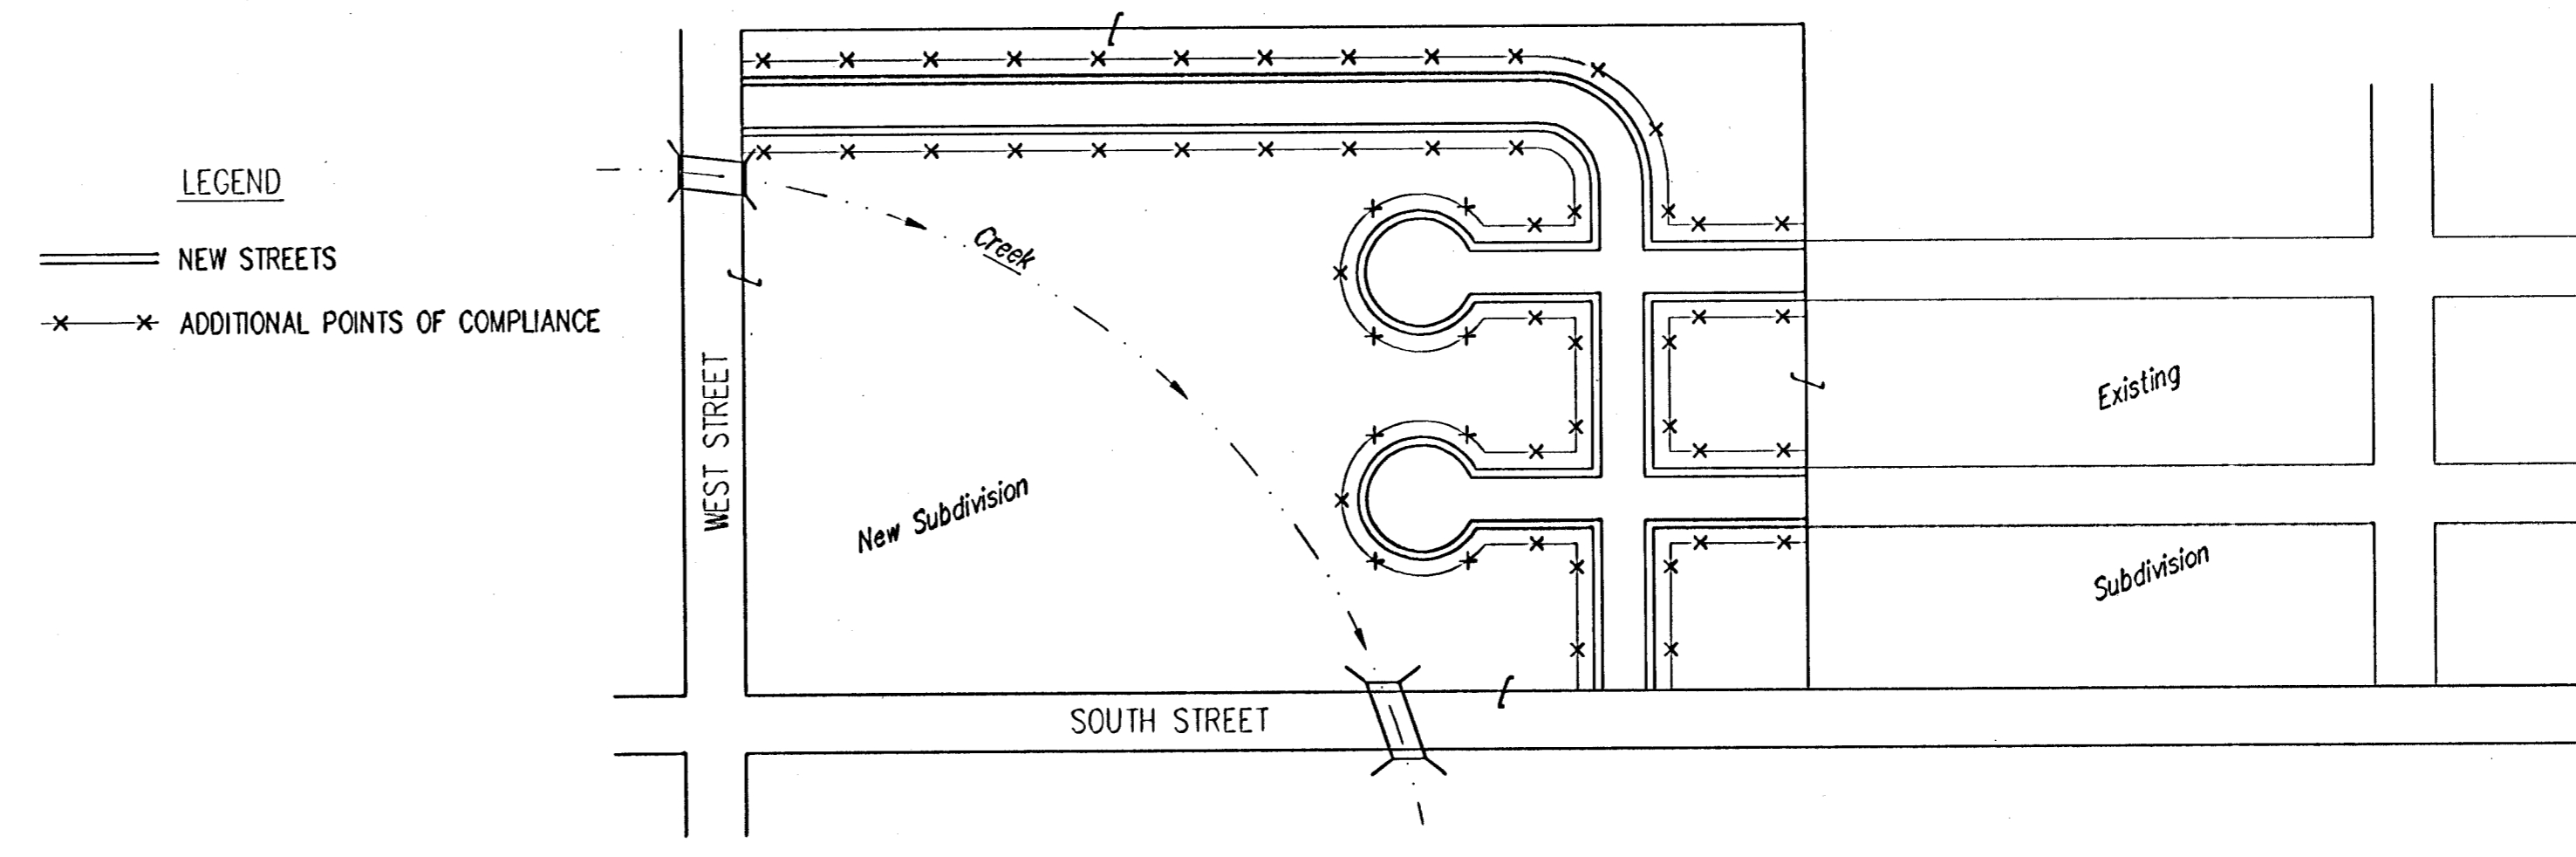 LEGEND
NEW STREETS
ADDITIONAL POINTS OF COMPLIANCE
WEST STREET
Creek
New Subdivision
Existing
Subdivision
SOUTH STREET